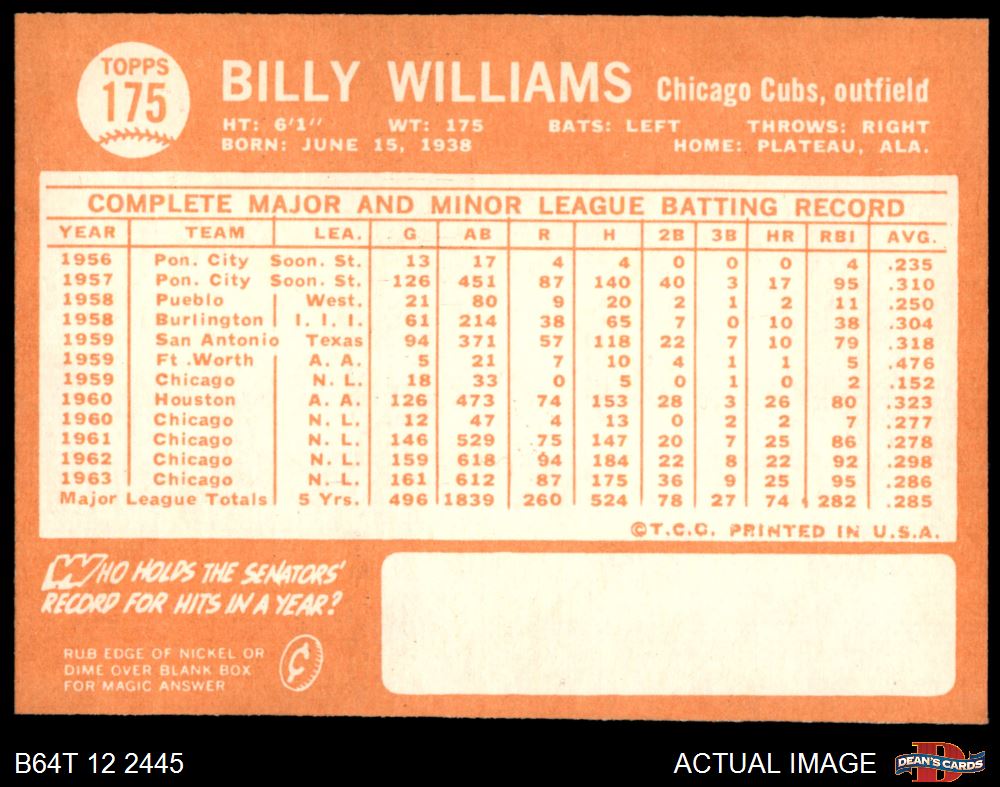 TOPPS
175
BILLY WILLIAMS Chicago Cubs, outfield
HT: 6'1" WT: 175 BATS: LEFT THROWS: RIGHT
BORN: JUNE 15, 1938 HOME: PLATEAU, ALA.
COMPLETE MAJOR AND MINOR LEAGUE BATTING RECORD
YEAR TEAM LEA. G AB R H 2B 3B HR RBI AVG.
1956 Pon. City Soon. St. 13 17 4 4 0 0 0 4 .235
1957 Pon. City Soon. St. 126 451 87 140 40 3 17 95 .310
1958 Pueblo West. 21 80 9 20 2 1 2 11 .250
1958 Burlington I. I. I. 61 214 38 65 7 0 10 38 .304
1959 San Antonio Texas 94 371 57 118 22 7 10 79 .318
1959 Ft .Worth A. A. 5 21 7 10 4 1 1 5 .476
1959 Chicago N. L. 18 33 0 5 0 1 0 2 .152
1960 Houston A. A. 126 473 74 153 28 3 26 80 .323
1960 Chicago N. L. 12 47 4 13 0 2 2 7 .277
1961 Chicago N. L. 146 529 75 147 20 7 25 86 .278
1962 Chicago N. L. 159 618 94 184 22 8 22 92 .298
1963 Chicago N. L. 161 612 87 175 36 9 25 95 .286
Major League Totals 5 Yrs. 496 1839 260 524 78 27 74 282 .285
©T.C.G. PRINTED IN U.S.A.
WHO HOLDS THE SENATORS'
RECORD FOR HITS IN A YEAR?
RUB EDGE OF NICKEL OR
DIME OVER BLANK BOX
FOR MAGIC ANSWER
¢
B64T 12 2445 ACTUAL IMAGE DEAN'S CARDS